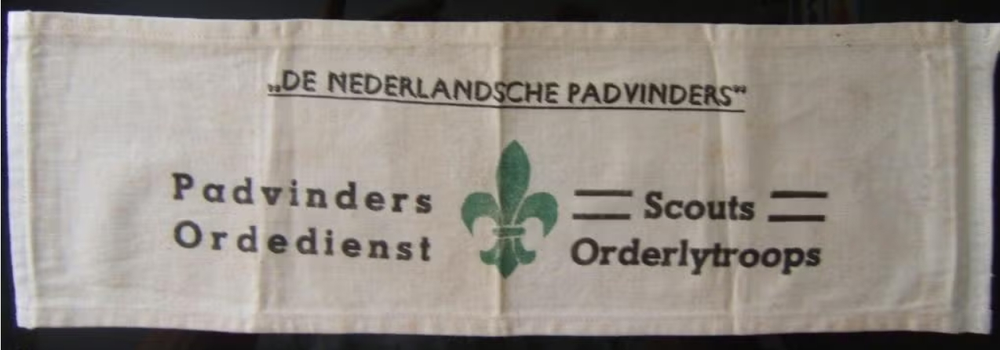 „DE NEDERLANDSCHE PADVINDERS”
Padvinders
Ordedienst
Scouts
Orderlytroops